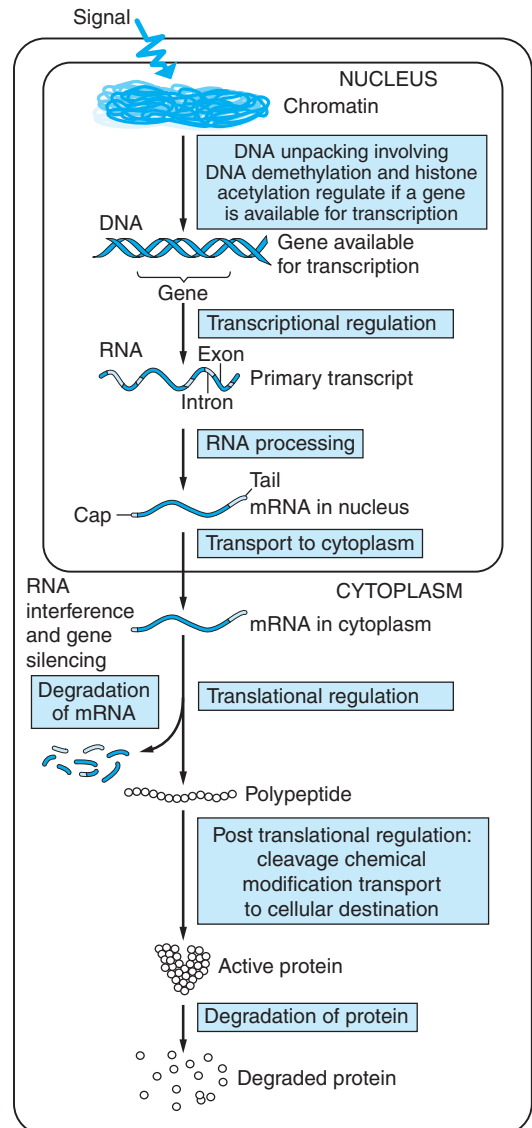 Signal
NUCLEUS
Chromatin
DNA unpacking involving
DNA demethylation and histone
acetylation regulate if a gene
is available for transcription
DNA
Gene available
for transcription
Gene
Transcriptional regulation
RNA
Exon
Primary transcript
Intron
RNA processing
Tail
Cap
mRNA in nucleus
Transport to cytoplasm
CYTOPLASM
RNA
interference
and gene
silencing
mRNA in cytoplasm
Degradation
of mRNA
Translational regulation
Polypeptide
Post translational regulation:
cleavage chemical
modification transport
to cellular destination
Active protein
Degradation of protein
Degraded protein